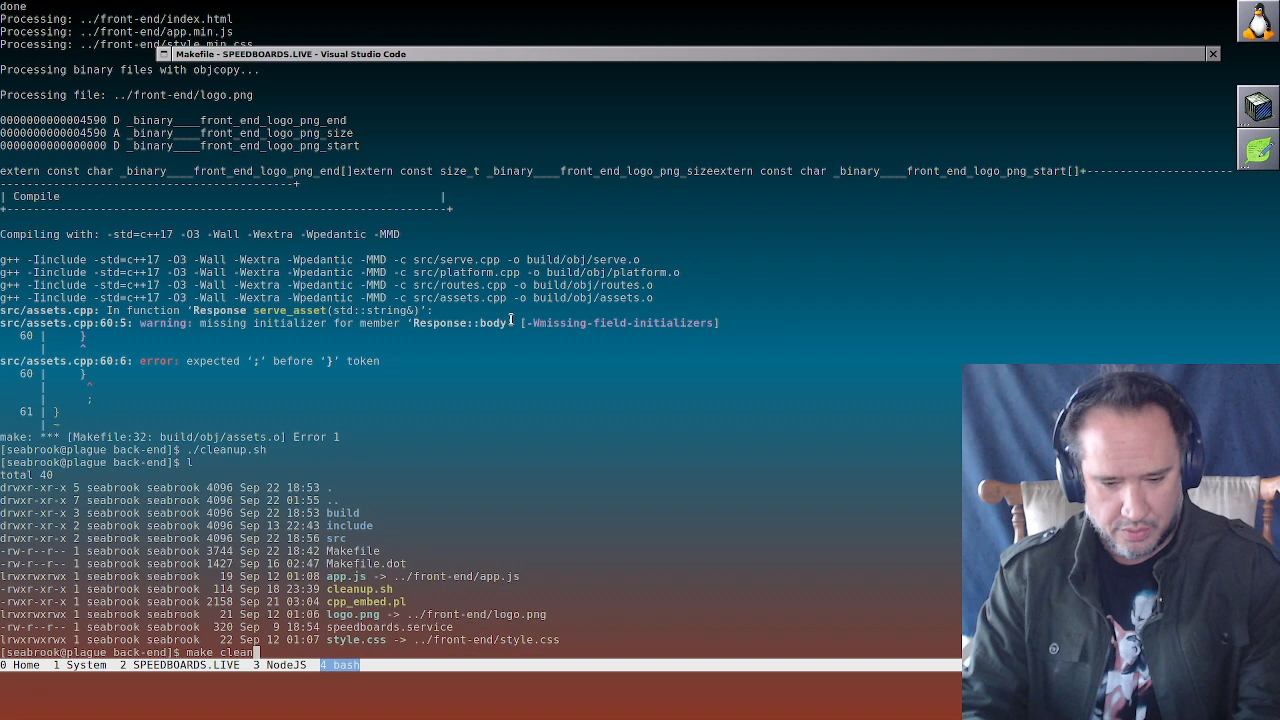 done
Processing: ../front-end/index.html
Processing: ../front-end/app.min.js
Processing: ../front-end/style.min.css
Makefile - SPEEDBOARDS.LIVE - Visual Studio Code
Processing binary files with objcopy...
Processing file: ../front-end/logo.png
0000000000004590 D _binary____front_end_logo_png_end
0000000000004590 A _binary____front_end_logo_png_size
0000000000000000 D _binary____front_end_logo_png_start
extern const char _binary____front_end_logo_png_end[]extern const size_t _binary____front_end_logo_png_sizeextern const char _binary____front_end_logo_png_start[]+----------------------
--------------------------------------------+
| Compile |
+-------------------------------------------------------------------+
Compiling with: -std=c++17 -O3 -Wall -Wextra -Wpedantic -MMD
g++ -Iinclude -std=c++17 -O3 -Wall -Wextra -Wpedantic -MMD -c src/serve.cpp -o build/obj/serve.o
g++ -Iinclude -std=c++17 -O3 -Wall -Wextra -Wpedantic -MMD -c src/platform.cpp -o build/obj/platform.o
g++ -Iinclude -std=c++17 -O3 -Wall -Wextra -Wpedantic -MMD -c src/routes.cpp -o build/obj/routes.o
g++ -Iinclude -std=c++17 -O3 -Wall -Wextra -Wpedantic -MMD -c src/assets.cpp -o build/obj/assets.o
src/assets.cpp: In function ‘Response serve_asset(std::string&)’:
src/assets.cpp:60:5: warning: missing initializer for member ‘Response::body’ [-Wmissing-field-initializers]
60 | }
| ^
src/assets.cpp:60:6: error: expected ‘;’ before ‘}’ token
60 | }
| ^
| ;
61 | }
| ~
make: *** [Makefile:32: build/obj/assets.o] Error 1
[seabrook@plague back-end]$ ./cleanup.sh
[seabrook@plague back-end]$ l
total 40
drwxr-xr-x 5 seabrook seabrook 4096 Sep 22 18:53 .
drwxr-xr-x 7 seabrook seabrook 4096 Sep 22 01:55 ..
drwxr-xr-x 3 seabrook seabrook 4096 Sep 22 18:53 build
drwxr-xr-x 2 seabrook seabrook 4096 Sep 13 22:43 include
drwxr-xr-x 2 seabrook seabrook 4096 Sep 22 18:56 src
-rw-r--r-- 1 seabrook seabrook 3744 Sep 22 18:42 Makefile
-rw-r--r-- 1 seabrook seabrook 1427 Sep 16 02:47 Makefile.dot
lrwxrwxrwx 1 seabrook seabrook 19 Sep 12 01:08 app.js -> ../front-end/app.js
-rwxr-xr-x 1 seabrook seabrook 114 Sep 18 23:39 cleanup.sh
-rwxr-xr-x 1 seabrook seabrook 2158 Sep 21 03:04 cpp_embed.pl
lrwxrwxrwx 1 seabrook seabrook 21 Sep 12 01:06 logo.png -> ../front-end/logo.png
-rw-r--r-- 1 seabrook seabrook 320 Sep 9 18:54 speedboards.service
lrwxrwxrwx 1 seabrook seabrook 22 Sep 12 01:07 style.css -> ../front-end/style.css
[seabrook@plague back-end]$ make clean
0 Home 1 System 2 SPEEDBOARDS.LIVE 3 NodeJS 4 bash